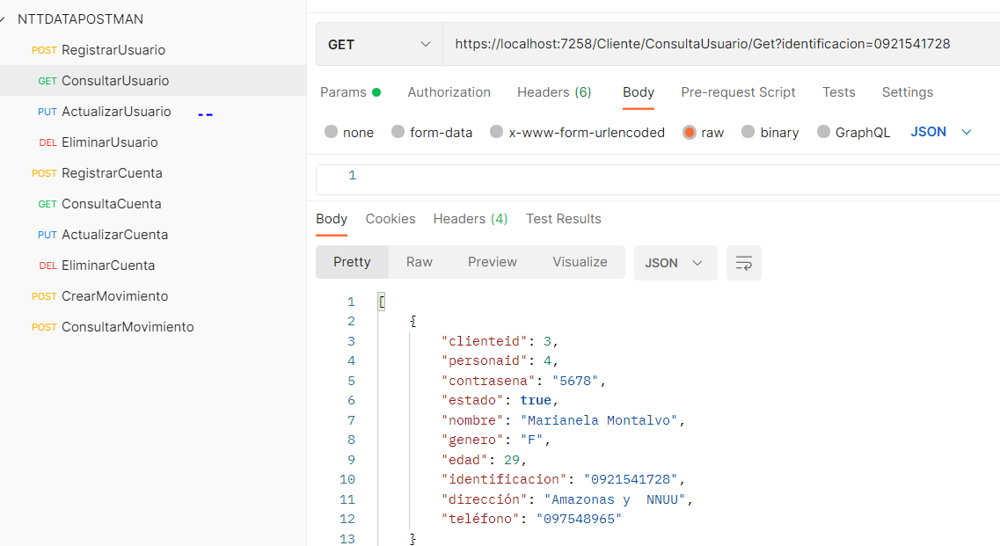 NTTDATAPOSTMAN
POST RegistrarUsuario
GET ConsultarUsuario
PUT ActualizarUsuario --
DEL EliminarUsuario
POST RegistrarCuenta
GET ConsultaCuenta
PUT ActualizarCuenta
DEL EliminarCuenta
POST CrearMovimiento
POST ConsultarMovimiento
GET https://localhost:7258/Cliente/ConsultaUsuario/Get?identificacion=0921541728
Params Authorization Headers (6) Body Pre-request Script Tests Settings
none form-data x-www-form-urlencoded raw binary GraphQL JSON
1
Body Cookies Headers (4) Test Results
Pretty Raw Preview Visualize JSON
1 [
2 {
3 "clienteid": 3,
4 "personaid": 4,
5 "contrasena": "5678",
6 "estado": true,
7 "nombre": "Marianela Montalvo",
8 "genero": "F",
9 "edad": 29,
10 "identificacion": "0921541728",
11 "dirección": "Amazonas y  NNUU",
12 "teléfono": "097548965"
13 }